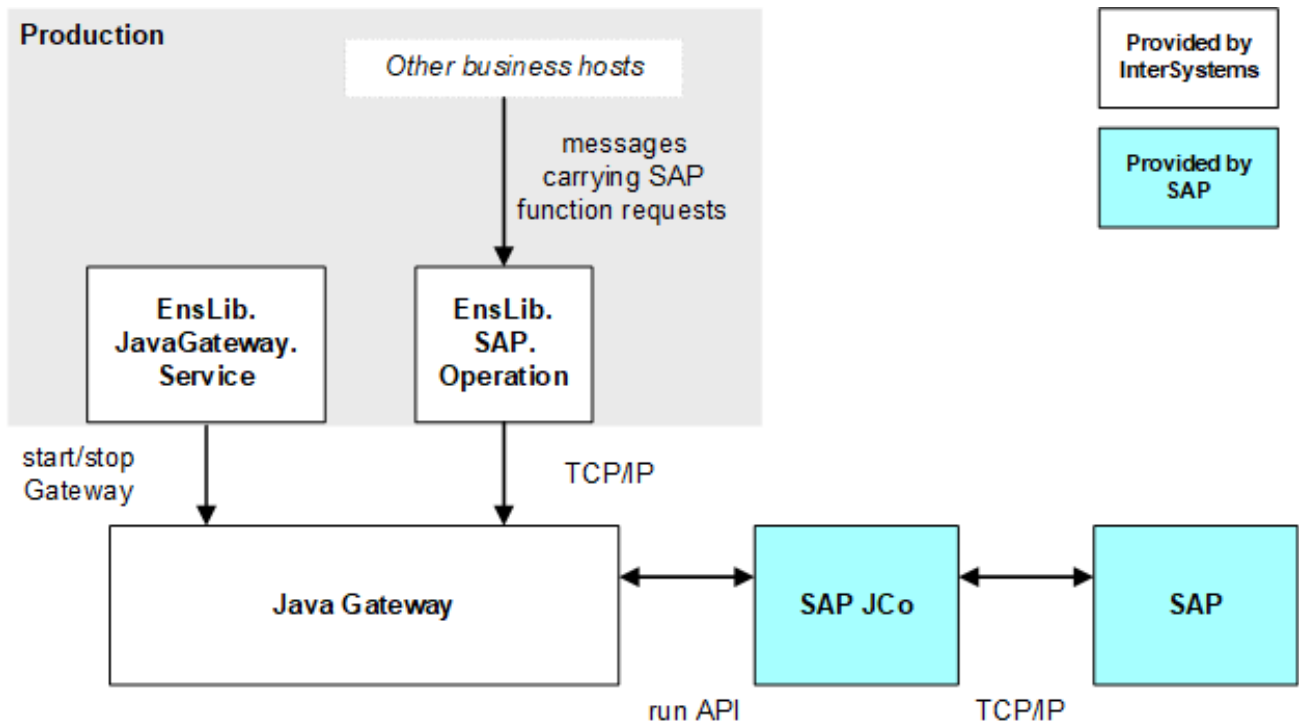 Production
Other business hosts
Provided by
InterSystems
Provided by
SAP
messages
carrying SAP
function requests
EnsLib.
JavaGateway.
Service
EnsLib.
SAP.
Operation
start/stop
Gateway
TCP/IP
Java Gateway
SAP JCo
SAP
run API
TCP/IP